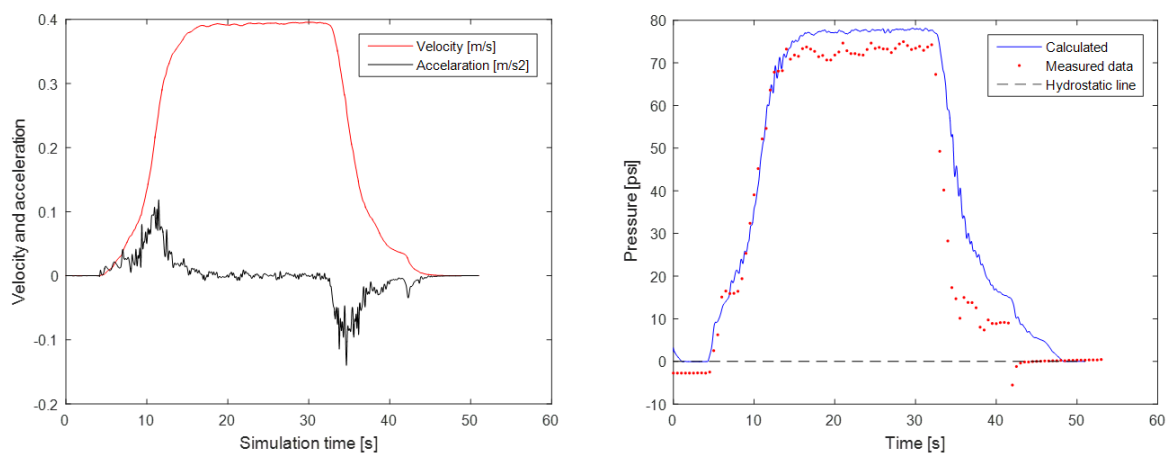 0.4
0.3
0.2
0.1
0
-0.1
-0.2
Velocity and acceleration
Velocity [m/s]
Accelaration [m/s2]
0 10 20 30 40 50 60
Simulation time [s]
80
70
60
50
40
30
20
10
0
-10
Pressure [psi]
Calculated
Measured data
Hydrostatic line
0 10 20 30 40 50 60
Time [s]